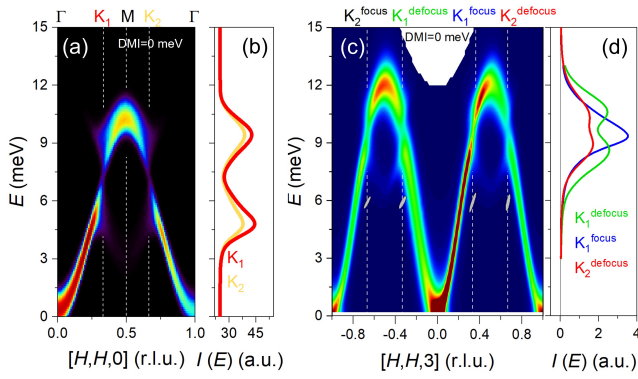 Γ K₁ M K₂ Γ
K₂ᶠᵒᶜᵘˢ K₁ᵈᵉᶠᵒᶜᵘˢ K₁ᶠᵒᶜᵘˢ K₂ᵈᵉᶠᵒᶜᵘˢ
(a) DMI=0 meV
(b)
(c) DMI=0 meV
(d)
15
12
9
6
3
0
E (meV)
0.0 0.5 1.0
[H,H,0] (r.l.u.)
K₁
K₂
30 45
I (E) (a.u.)
15
12
9
6
3
0
E (meV)
-0.8 -0.4 0.0 0.4 0.8
[H,H,3] (r.l.u.)
K₁ᵈᵉᶠᵒᶜᵘˢ
K₁ᶠᵒᶜᵘˢ
K₂ᵈᵉᶠᵒᶜᵘˢ
0 2 4
I (E) (a.u.)